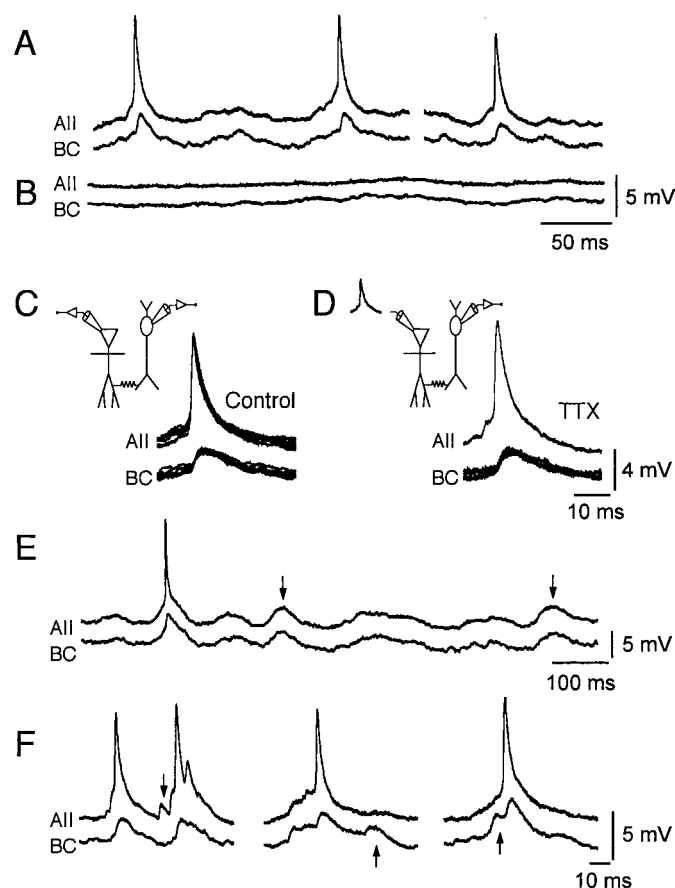 A
AII
BC
B
AII
BC
5 mV
50 ms
C
Control
AII
BC
D
TTX
AII
BC
4 mV
10 ms
E
AII
BC
5 mV
100 ms
F
AII
BC
5 mV
10 ms